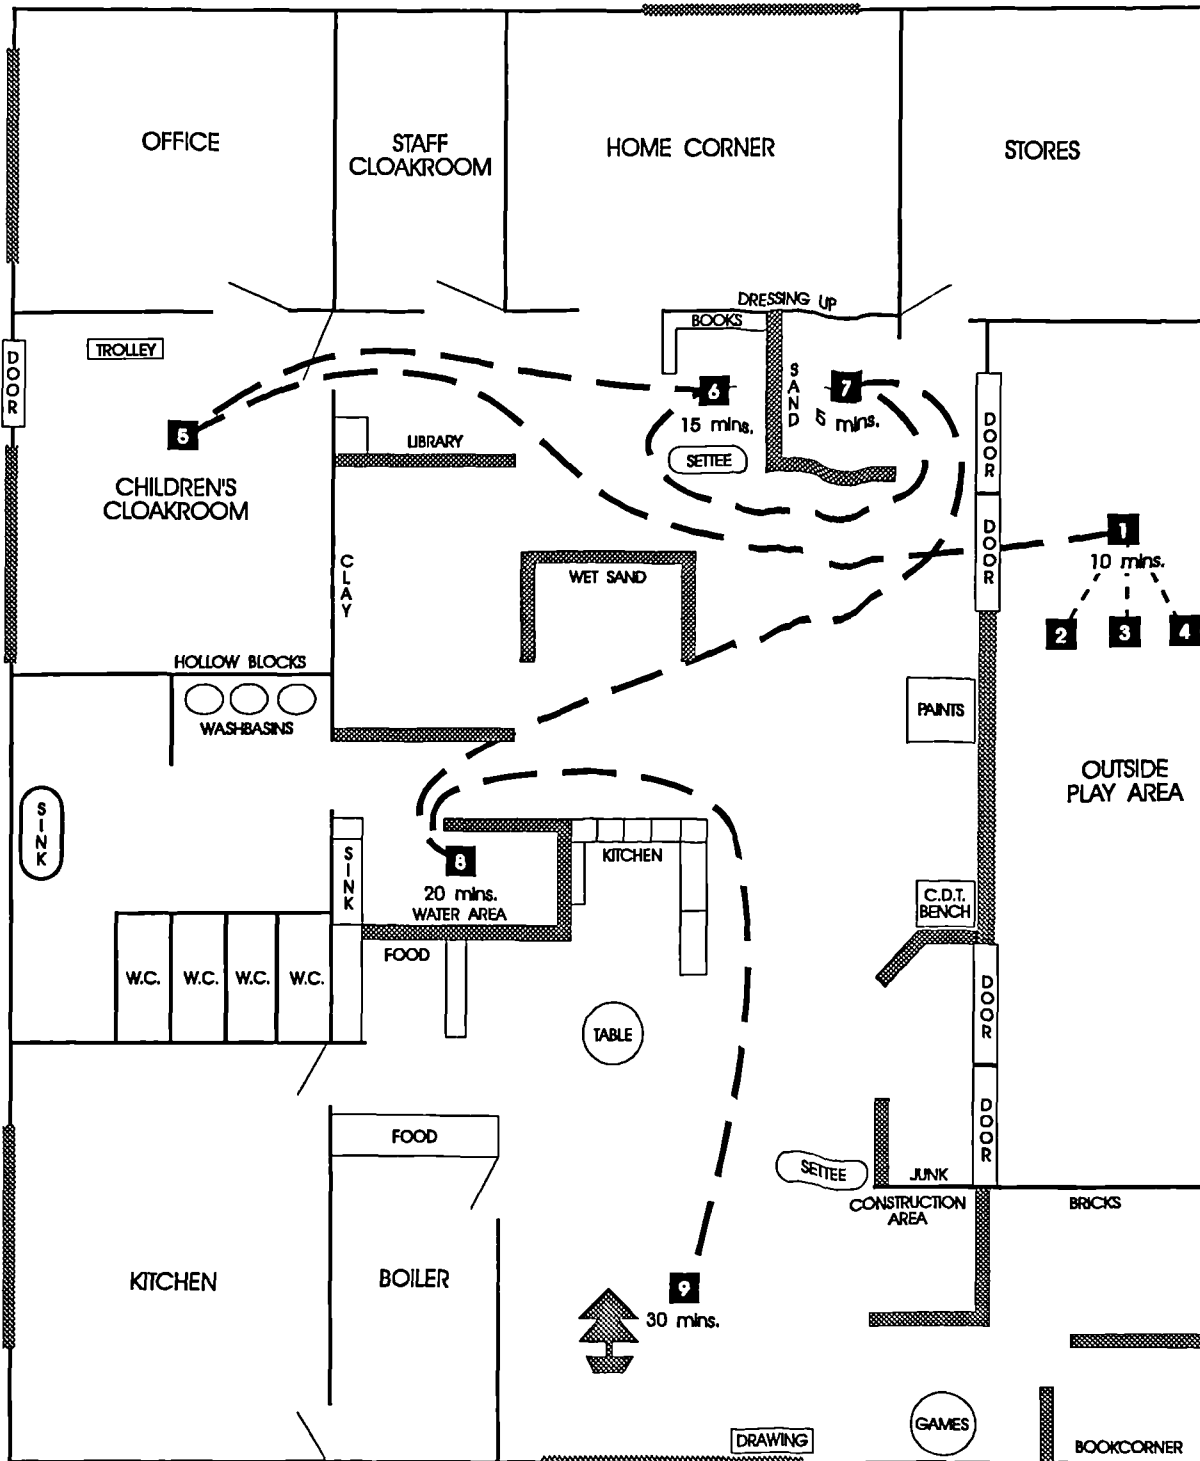 OFFICE
STAFF
CLOAKROOM
HOME CORNER
STORES
DRESSING UP
BOOKS
TROLLEY
DOOR
SAND
6
7
15 mins.
5 mins.
5
LIBRARY
SETTEE
DOOR
CHILDREN'S
CLOAKROOM
DOOR
1
10 mins.
CLAY
WET SAND
2
3
4
HOLLOW BLOCKS
WASHBASINS
PAINTS
OUTSIDE
PLAY AREA
SINK
SINK
8
20 mins.
WATER AREA
KITCHEN
C.D.T.
BENCH
FOOD
W.C.
W.C.
W.C.
W.C.
DOOR
TABLE
FOOD
DOOR
SETTEE
JUNK
CONSTRUCTION
AREA
BRICKS
KITCHEN
BOILER
9
30 mins.
GAMES
DRAWING
BOOKCORNER